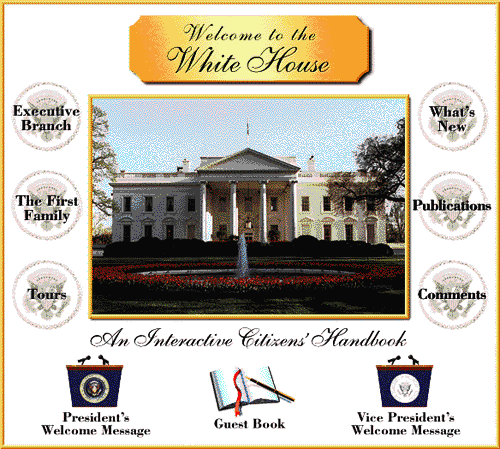 Welcome to the
White House
Executive
Branch
What's
New
The First
Family
Publications
Tours
Comments
An Interactive Citizens' Handbook
President's
Welcome Message
Guest Book
Vice President's
Welcome Message